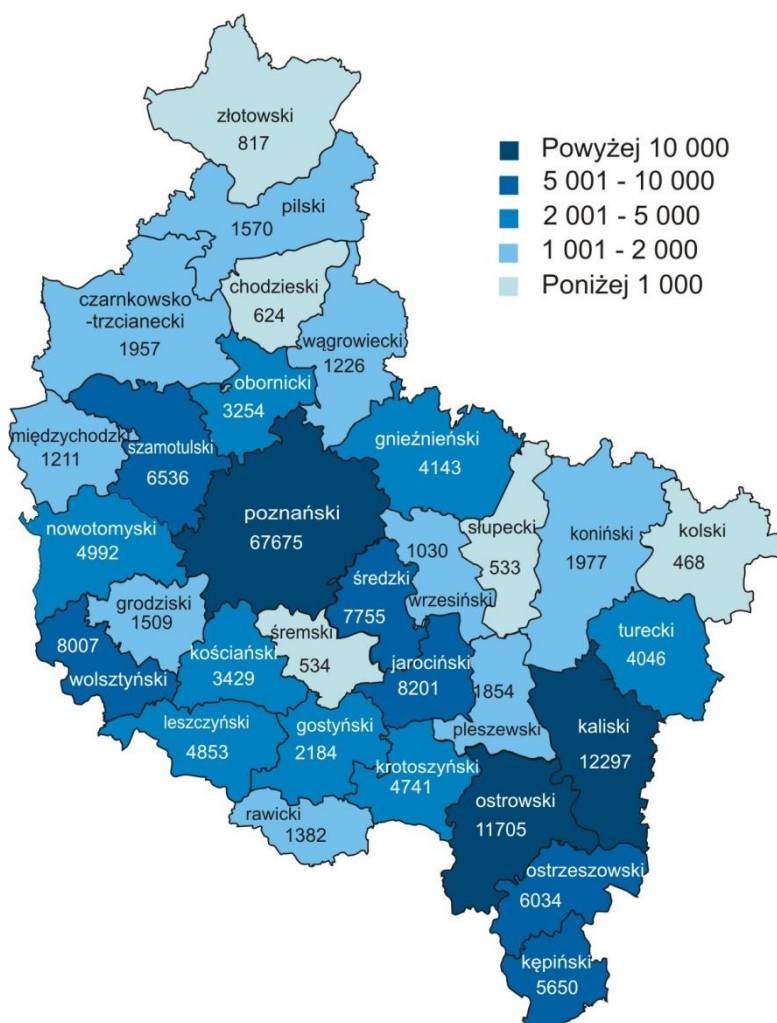 złotowski
817
Powyżej 10 000
5 001 - 10 000
2 001 - 5 000
1 001 - 2 000
Poniżej 1 000
pilski
1570
chodzieski
624
czarnkowsko
-trzcianecki
1957
wągrowiecki
1226
obornicki
3254
międzychodzki
1211
szamotulski
6536
gnieźnieński
4143
poznański
67675
nowotomyski
4992
słupecki
533
koniński
1977
kolski
468
1030
wrzesiński
średzki
7755
grodziski
1509
8007
wolsztyński
kościański
3429
śremski
534
jarociński
8201
turecki
4046
1854
pleszewski
kaliski
12297
leszczyński
4853
gostyński
2184
krotoszyński
4741
ostrowski
11705
rawicki
1382
ostrzeszowski
6034
kępiński
5650